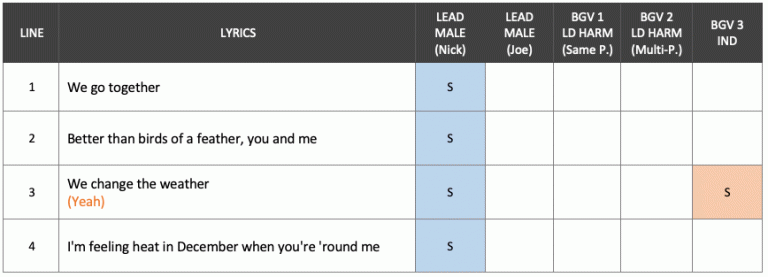 LINE LYRICS LEAD MALE (Nick) LEAD MALE (Joe) BGV 1 LD HARM (Same P.) BGV 2 LD HARM (Multi-P.) BGV 3 IND
1 We go together S
2 Better than birds of a feather, you and me S
3 We change the weather S S
(Yeah)
4 I'm feeling heat in December when you're 'round me S